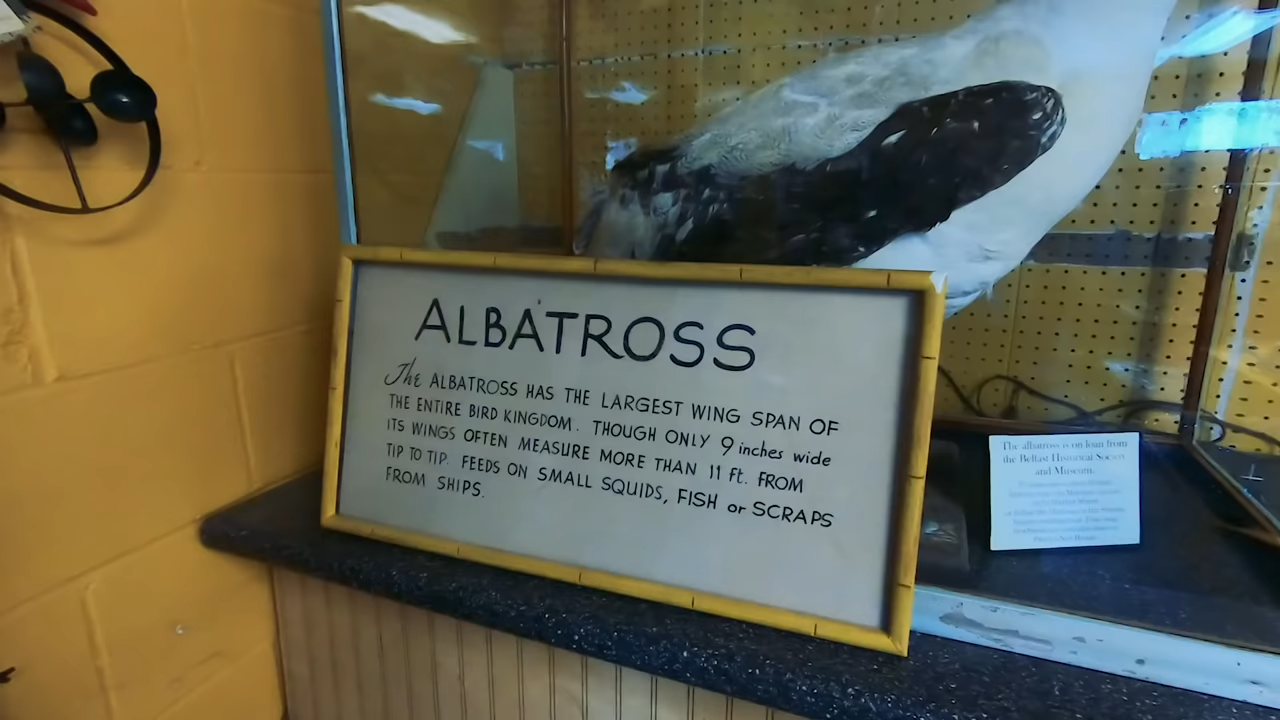 ALBATROSS
The ALBATROSS HAS THE LARGEST WING SPAN OF
THE ENTIRE BIRD KINGDOM. THOUGH ONLY 9 inches wide
ITS WINGS OFTEN MEASURE MORE THAN 11 ft. FROM
TIP TO TIP. FEEDS ON SMALL SQUIDS, FISH or SCRAPS
FROM SHIPS.
The albatross is on loan from
the Belfast Historical Society
and Museum.